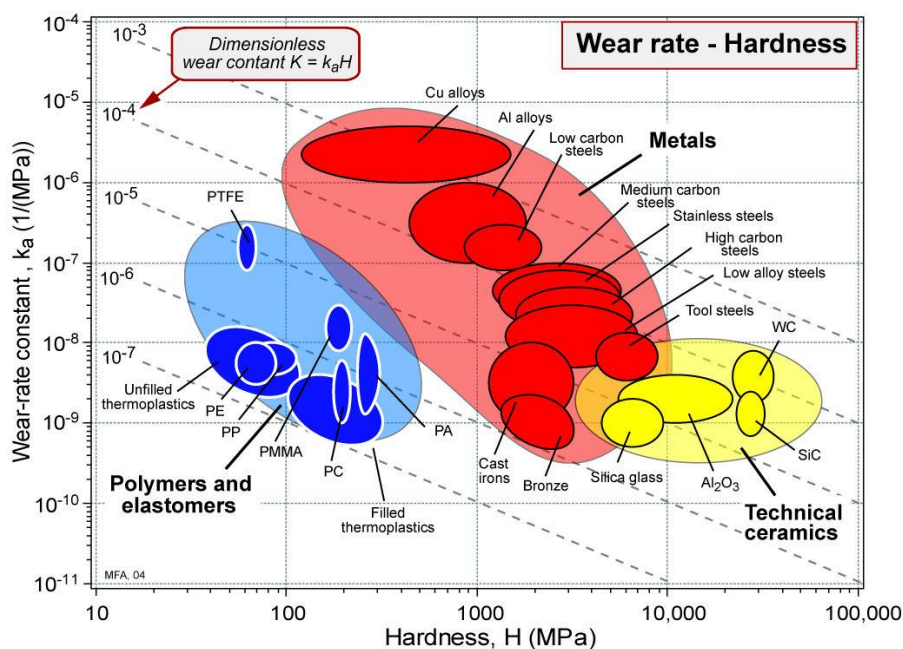 Wear rate - Hardness
Dimensionless
wear contant K = kₐH
10⁻³
10⁻⁴
10⁻⁵
10⁻⁶
10⁻⁷
Wear-rate constant, kₐ (1/(MPa))
10⁻⁴
10⁻⁵
10⁻⁶
10⁻⁷
10⁻⁸
10⁻⁹
10⁻¹⁰
10⁻¹¹
Cu alloys
Al alloys
Low carbon
steels
Metals
Medium carbon
steels
Stainless steels
High carbon
steels
Low alloy steels
Tool steels
WC
PTFE
Unfilled
thermoplastics
PE
PP
PMMA
PC
PA
Filled
thermoplastics
Polymers and
elastomers
Cast
irons
Bronze
Silica glass
Al₂O₃
SiC
Technical
ceramics
MFA, 04
10
100
1000
10,000
100,000
Hardness, H (MPa)